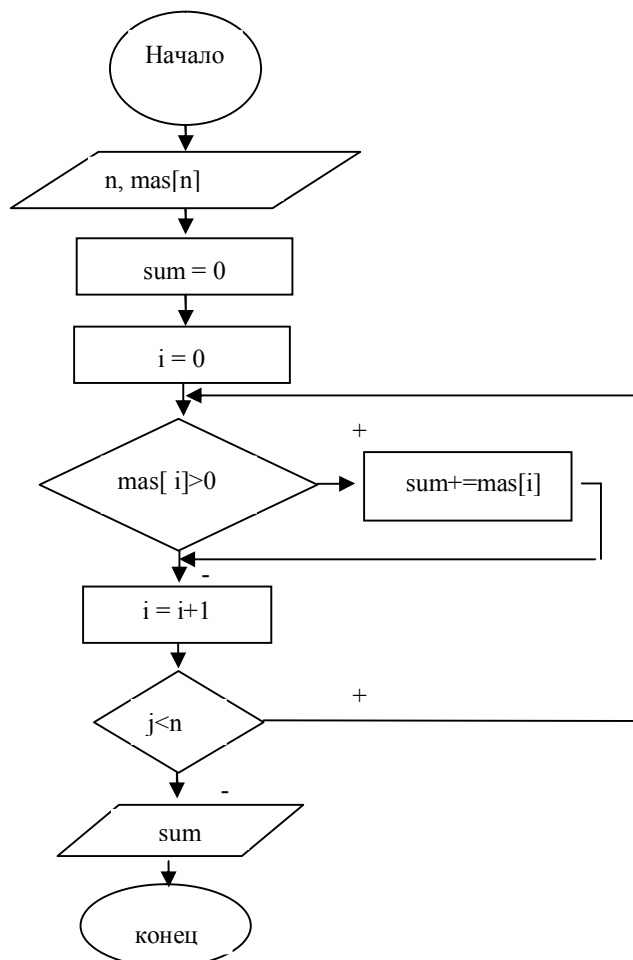 Начало
n, mas[n]
sum = 0
i = 0
+
mas[ i]>0
sum+=mas[i]
-
i = i+1
+
j<n
-
sum
конец